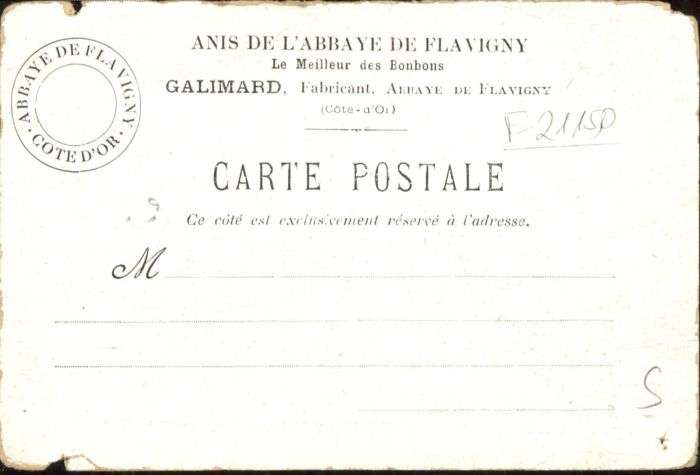 ABBAYE DE FLAVIGNY
· COTE D'OR ·
ANIS DE L'ABBAYE DE FLAVIGNY
Le Meilleur des Bonbons
GALIMARD, Fabricant, ABBAYE DE FLAVIGNY
(Côte-d'Or)
F-21150
CARTE POSTALE
Ce côté est exclusivement réservé à l'adresse.
M
S